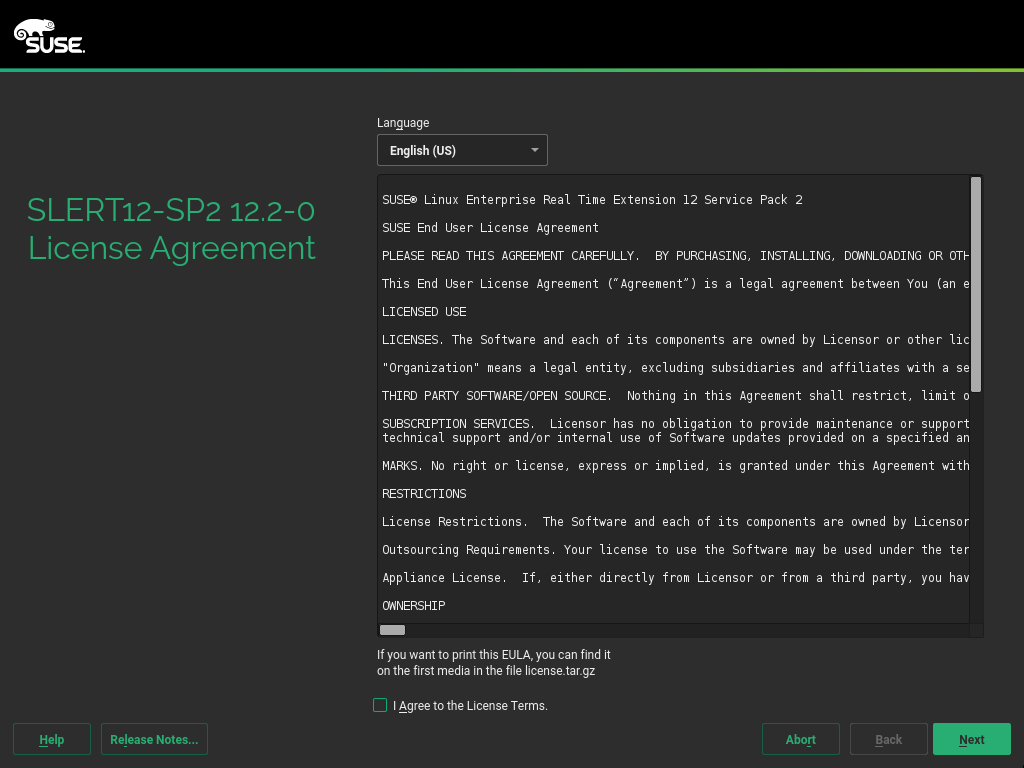 SUSE.
Language
English (US)
SLERT12-SP2 12.2-0
License Agreement
SUSE® Linux Enterprise Real Time Extension 12 Service Pack 2
SUSE End User License Agreement
PLEASE READ THIS AGREEMENT CAREFULLY.  BY PURCHASING, INSTALLING, DOWNLOADING OR OTH
This End User License Agreement (“Agreement”) is a legal agreement between You (an e
LICENSED USE
LICENSES. The Software and each of its components are owned by Licensor or other lic
"Organization" means a legal entity, excluding subsidiaries and affiliates with a se
THIRD PARTY SOFTWARE/OPEN SOURCE.  Nothing in this Agreement shall restrict, limit o
SUBSCRIPTION SERVICES.  Licensor has no obligation to provide maintenance or support
technical support and/or internal use of Software updates provided on a specified an
MARKS. No right or license, express or implied, is granted under this Agreement with
RESTRICTIONS
License Restrictions.  The Software and each of its components are owned by Licensor
Outsourcing Requirements. Your license to use the Software may be used under the ter
Appliance License.  If, either directly from Licensor or from a third party, you hav
OWNERSHIP
If you want to print this EULA, you can find it
on the first media in the file license.tar.gz
I Agree to the License Terms.
Help
Release Notes...
Abort
Back
Next